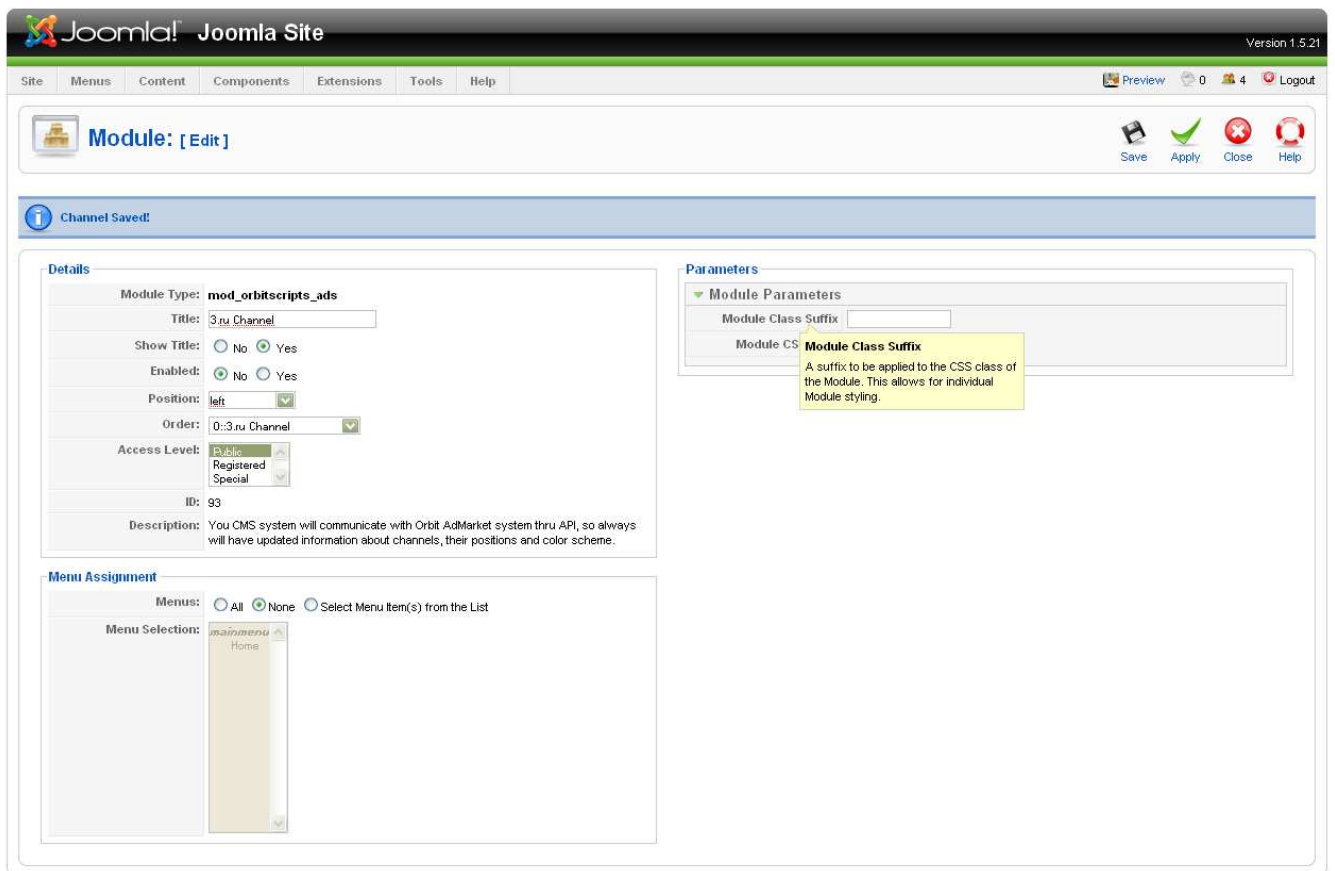 Joomla! Joomla Site
Version 1.5.21
Site Menus Content Components Extensions Tools Help
Preview 0 4 Logout
Module: [ Edit ]
Save Apply Close Help
Channel Saved!
Details
Module Type: mod_orbitscripts_ads
Title: 3.ru Channel
Show Title: No Yes
Enabled: No Yes
Position: left
Order: 0::3.ru Channel
Access Level: Public
Registered
Special
ID: 93
Description: You CMS system will communicate with Orbit AdMarket system thru API, so always
will have updated information about channels, their positions and color scheme.
Menu Assignment
Menus: All None Select Menu Item(s) from the List
Menu Selection: mainmenu
Home
Parameters
Module Parameters
Module Class Suffix
Module CS
Module Class Suffix
A suffix to be applied to the CSS class of
the Module. This allows for individual
Module styling.